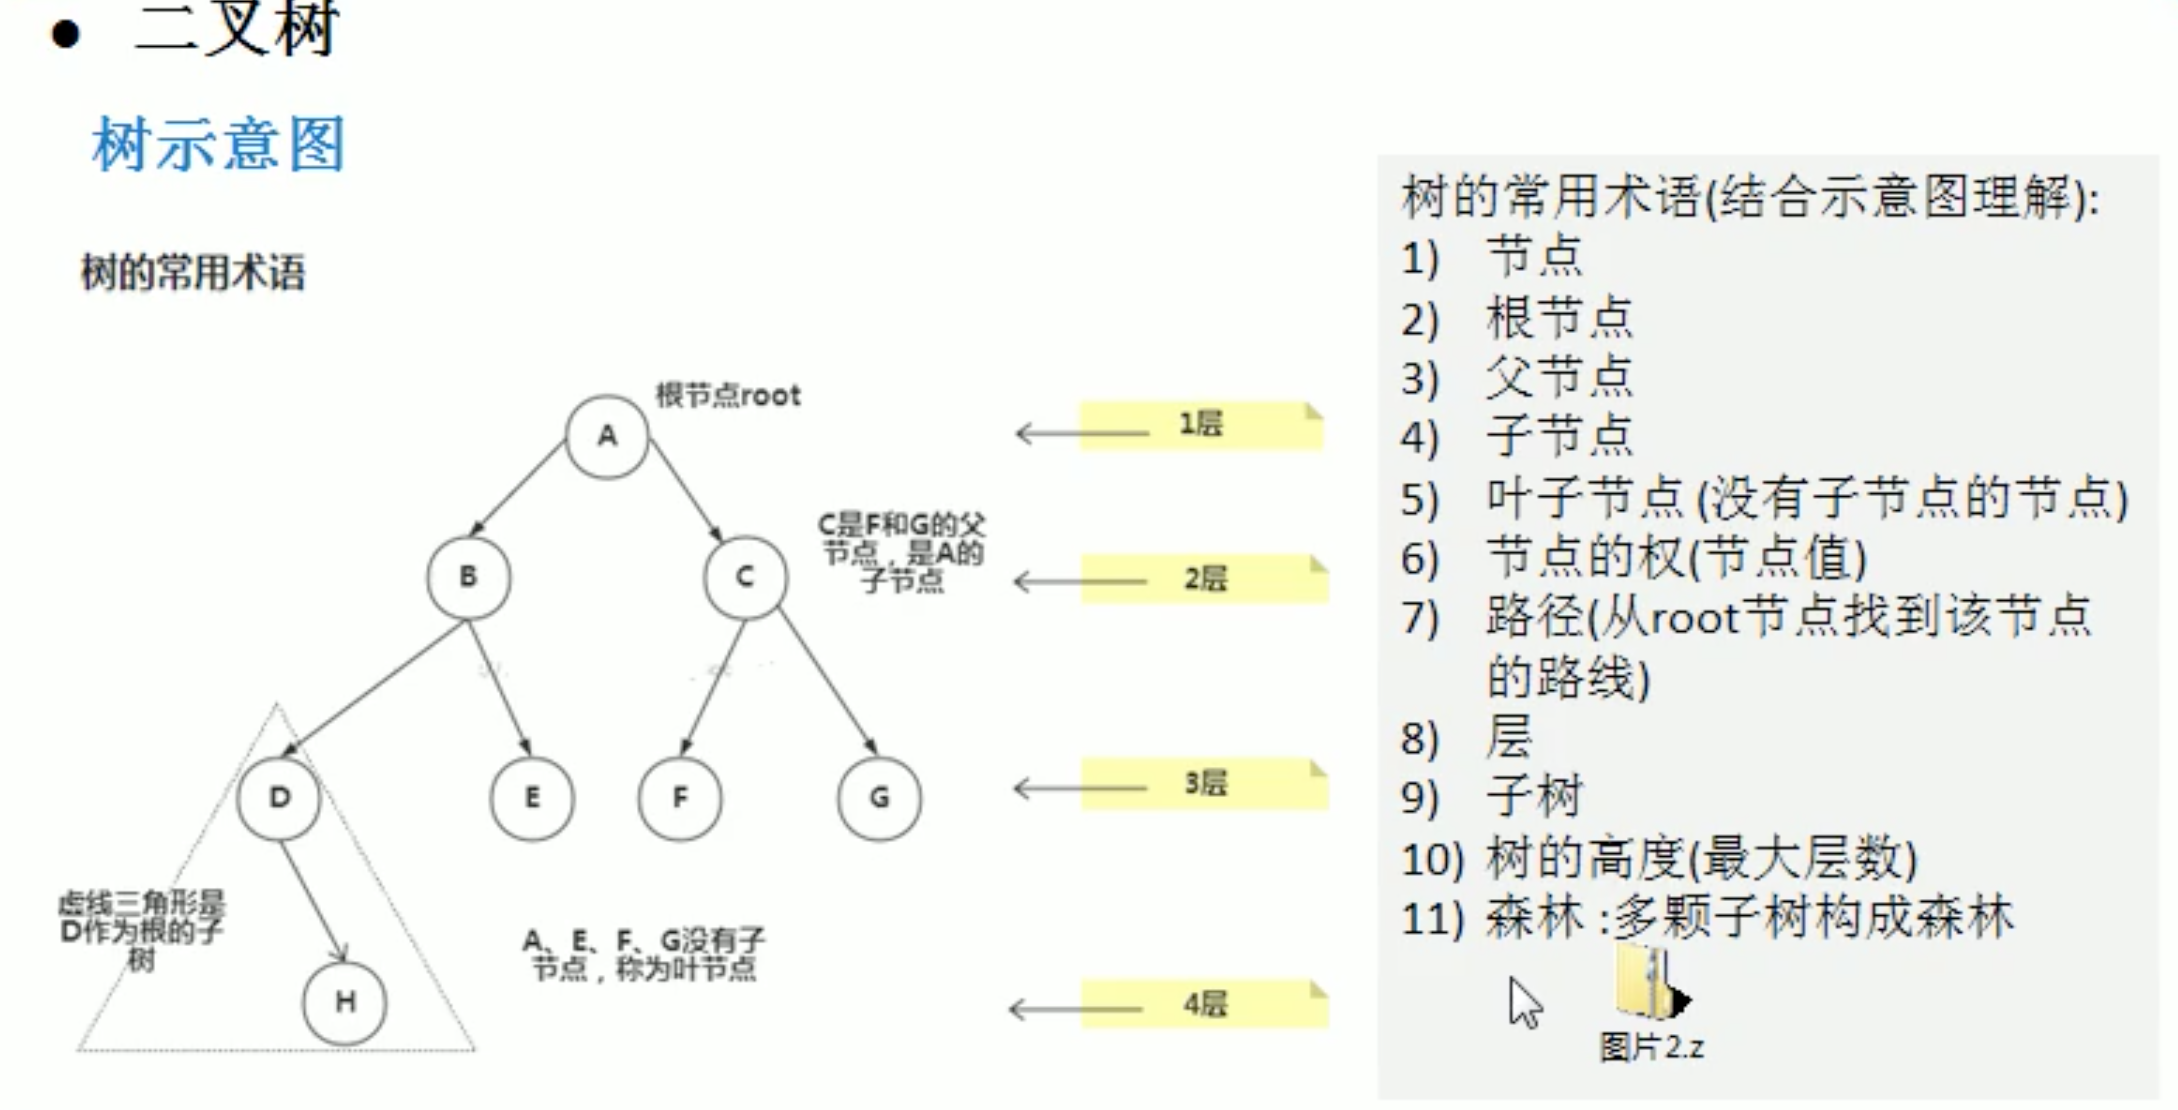 ● 二叉树
树示意图
树的常用术语
根节点root
A
1层
C是F和G的父
节点，是A的
子节点
B
C
2层
D
E
F
G
3层
虚线三角形是
D作为根的子
树
A、E、F、G没有子
节点，称为叶节点
H
4层
树的常用术语(结合示意图理解):
1) 节点
2) 根节点
3) 父节点
4) 子节点
5) 叶子节点 (没有子节点的节点)
6) 节点的权(节点值)
7) 路径(从root节点找到该节点
的路线)
8) 层
9) 子树
10) 树的高度(最大层数)
11) 森林 :多颗子树构成森林
图片2.z